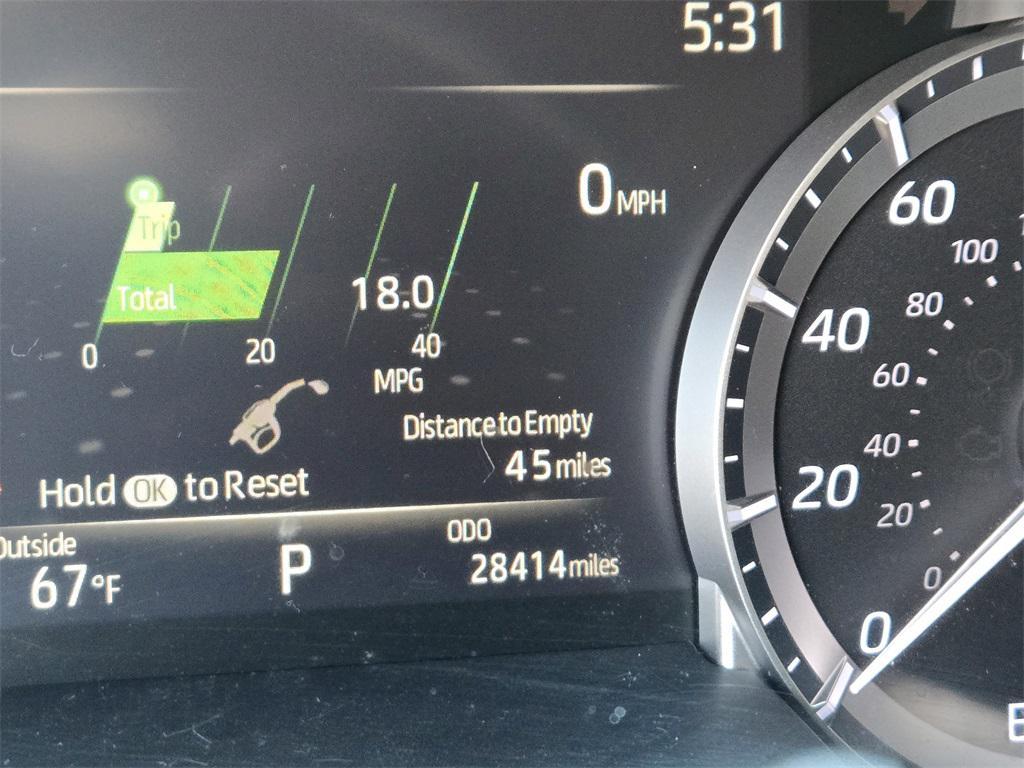 5:31
0 MPH
Trip
Total
18.0
0 20 40
MPG
Distance to Empty
45 miles
Hold OK to Reset
Outside
67°F
P
ODO
28414 miles
60
40
20
0
100
80
60
40
20
0